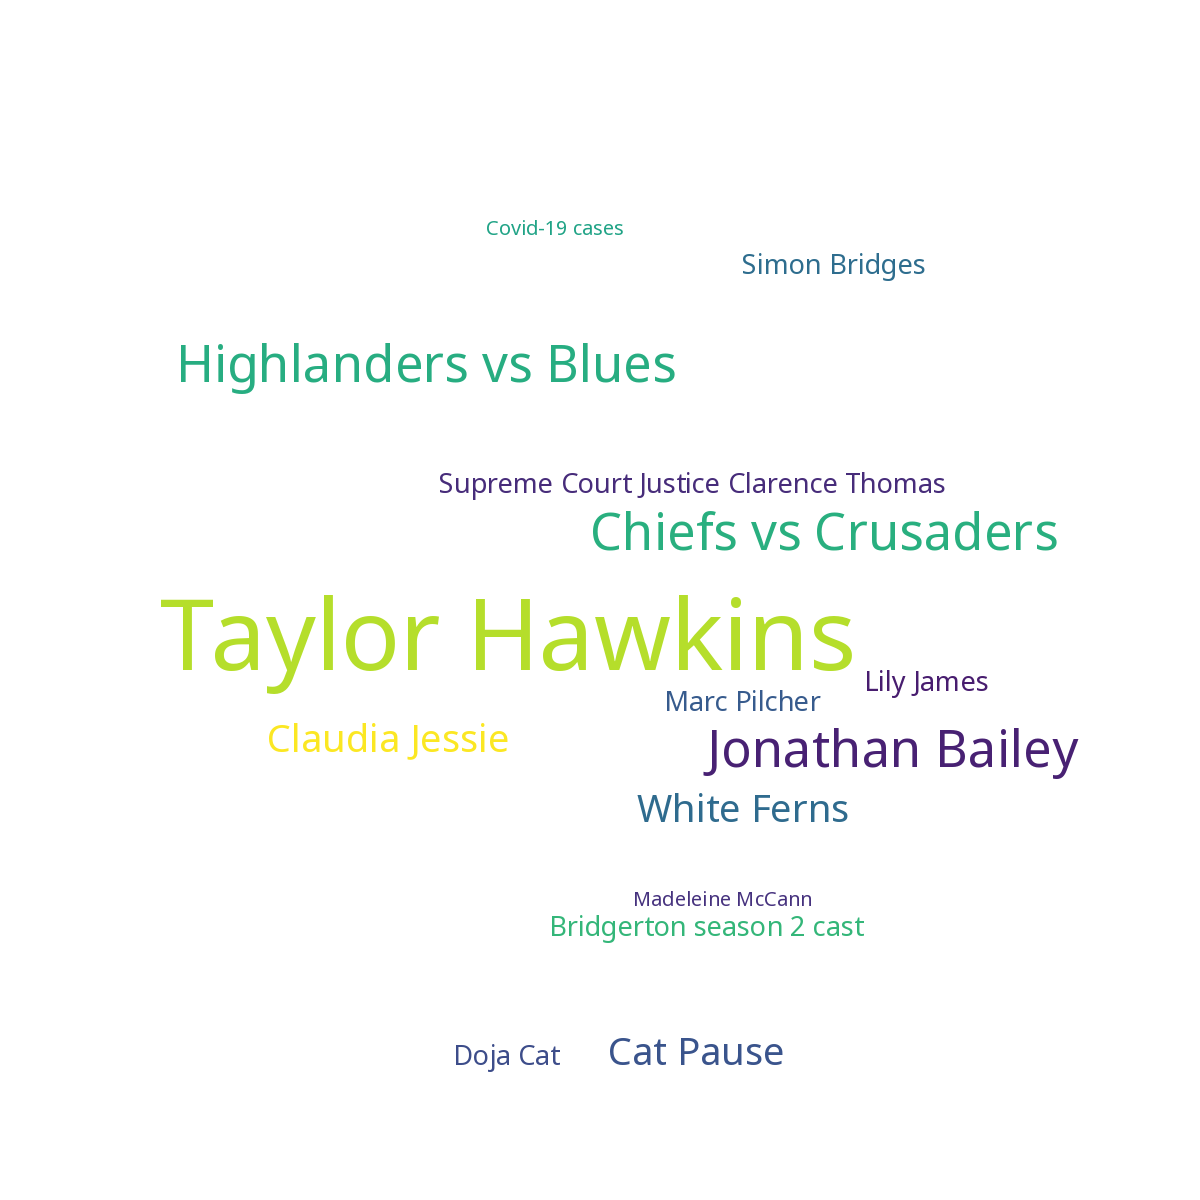 Covid-19 cases
Simon Bridges
Highlanders vs Blues
Supreme Court Justice Clarence Thomas
Chiefs vs Crusaders
Taylor Hawkins
Lily James
Marc Pilcher
Claudia Jessie
Jonathan Bailey
White Ferns
Madeleine McCann
Bridgerton season 2 cast
Doja Cat
Cat Pause